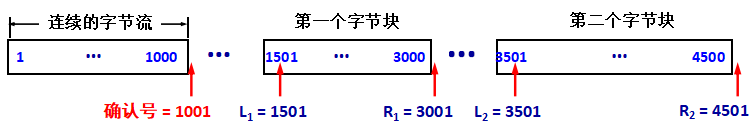 连续的字节流 第一个字节块 第二个字节块
1 ··· 1000 ··· 1501 ··· 3000 ··· 3501 ··· 4500
确认号 = 1001 L1 = 1501 R1 = 3001 L2 = 3501 R2 = 4501